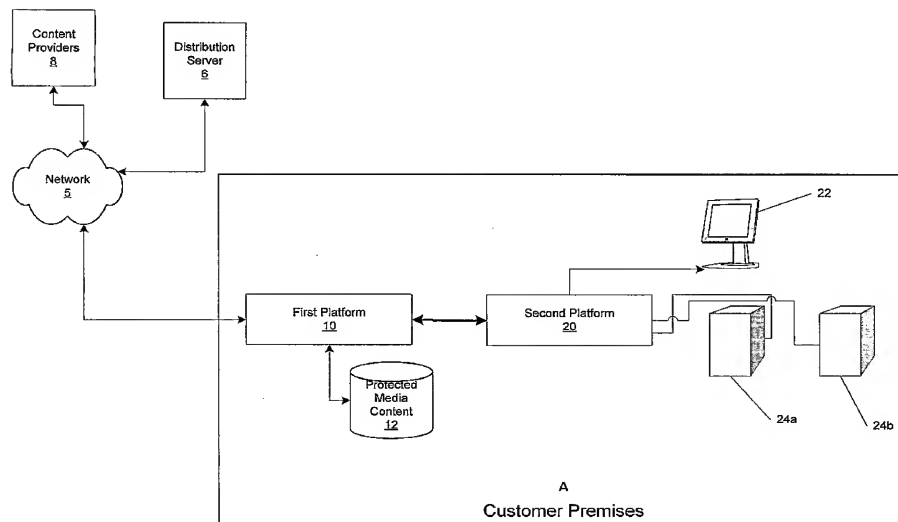 Content
Providers
8
Distribution
Server
6
Network
5
22
First Platform
10
Second Platform
20
Protected
Media
Content
12
24a
24b
A
Customer Premises